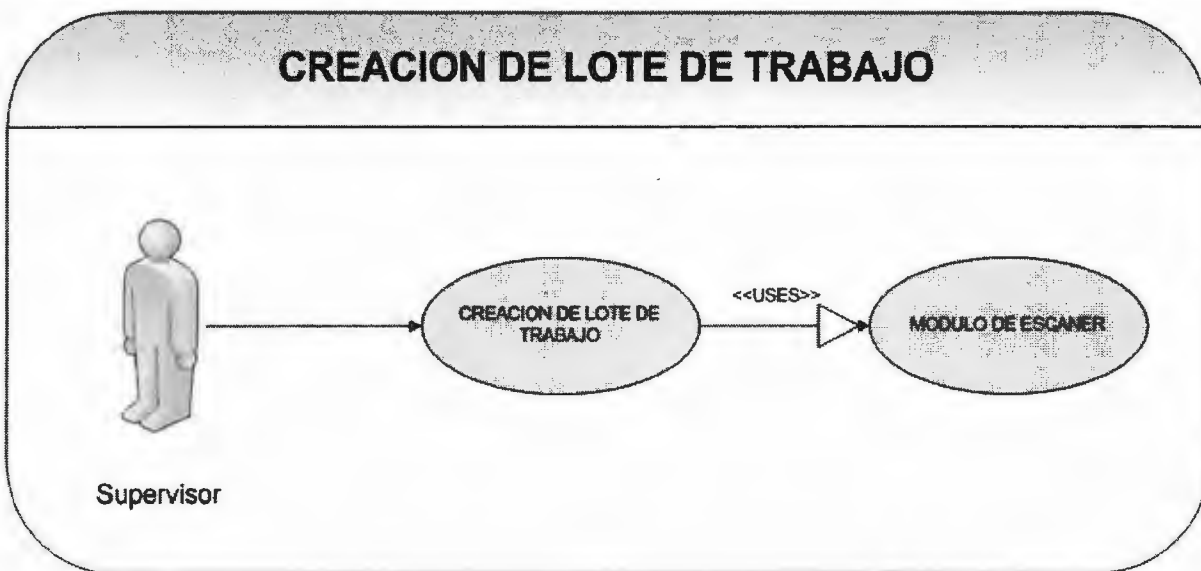 CREACION DE LOTE DE TRABAJO
CREACION DE LOTE DE
TRABAJO
<<USES>>
MODULO DE ESCANER
Supervisor